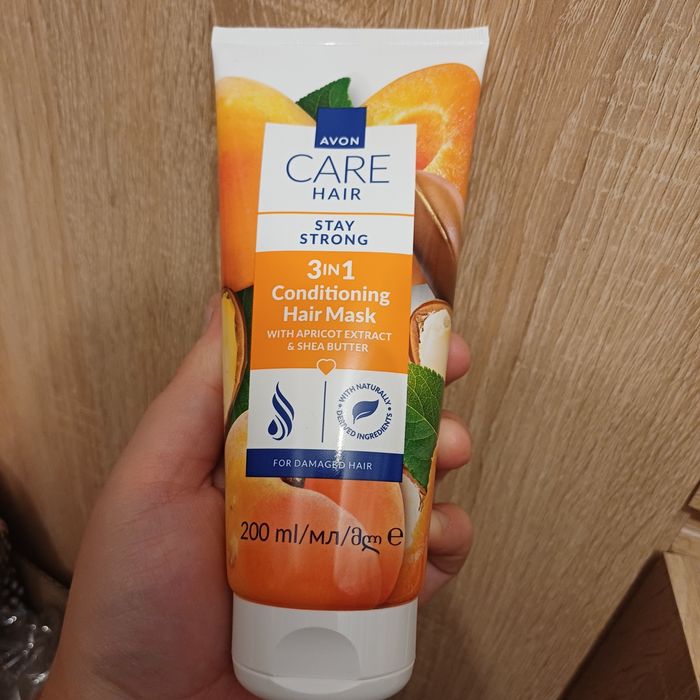 AVON
CARE
HAIR
STAY
STRONG
3IN1
Conditioning
Hair Mask
WITH APRICOT EXTRACT
& SHEA BUTTER
WITH NATURALLY
DERIVED INGREDIENTS
FOR DAMAGED HAIR
200 ml/мл/მლ e